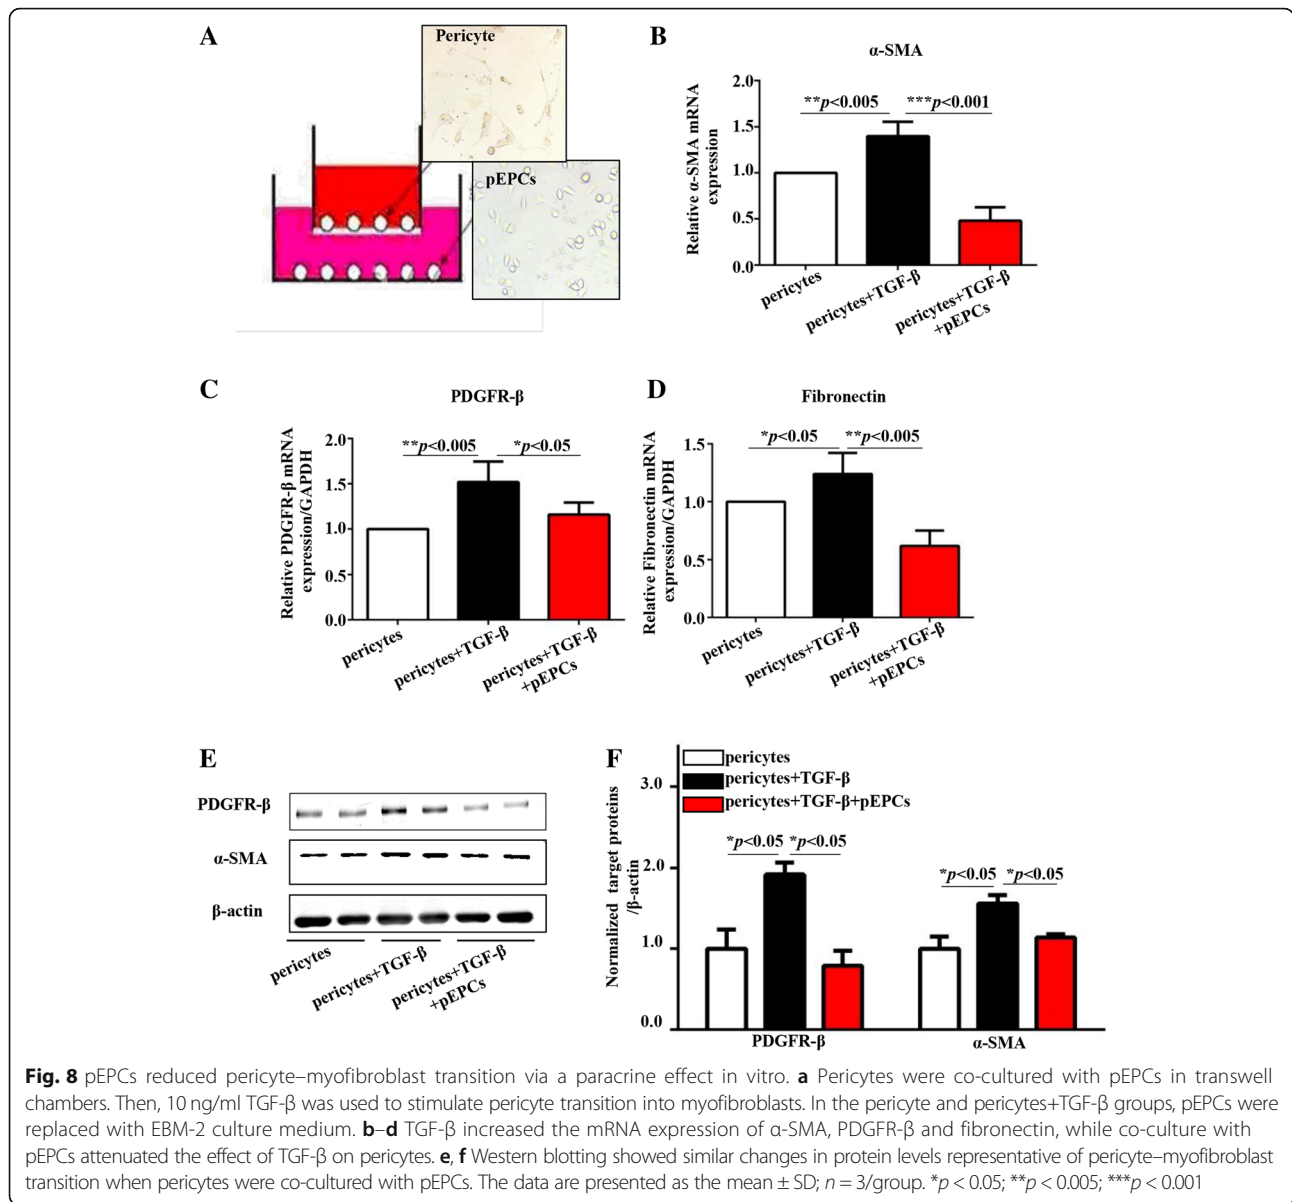 A
Pericyte
pEPCs
B
α-SMA
Relative α-SMA mRNA
expression
2.0
1.5
1.0
0.5
0.0
**p<0.005
***p<0.001
pericytes
pericytes+TGF-β
pericytes+TGF-β
+pEPCs
C
PDGFR-β
Relative PDGFR-β mRNA
expression/GAPDH
2.0
1.5
1.0
0.5
0.0
**p<0.005
*p<0.05
pericytes
pericytes+TGF-β
pericytes+TGF-β
+pEPCs
D
Fibronectin
Relative Fibronectin mRNA
expression/GAPDH
1.5
1.0
0.5
0.0
*p<0.05
**p<0.005
pericytes
pericytes+TGF-β
pericytes+TGF-β
+pEPCs
E
PDGFR-β
α-SMA
β-actin
pericytes
pericytes+TGF-β
pericytes+TGF-β
+pEPCs
F
Normalized target proteins
/β-actin
3.0
2.0
1.0
0.0
pericytes
pericytes+TGF-β
pericytes+TGF-β+pEPCs
*p<0.05
*p<0.05
*p<0.05
*p<0.05
PDGFR-β
α-SMA
Fig. 8 pEPCs reduced pericyte–myofibroblast transition via a paracrine effect in vitro. a Pericytes were co-cultured with pEPCs in transwell
chambers. Then, 10 ng/ml TGF-β was used to stimulate pericyte transition into myofibroblasts. In the pericyte and pericytes+TGF-β groups, pEPCs were
replaced with EBM-2 culture medium. b–d TGF-β increased the mRNA expression of α-SMA, PDGFR-β and fibronectin, while co-culture with
pEPCs attenuated the effect of TGF-β on pericytes. e, f Western blotting showed similar changes in protein levels representative of pericyte–myofibroblast
transition when pericytes were co-cultured with pEPCs. The data are presented as the mean ± SD; n = 3/group. *p < 0.05; **p < 0.005; ***p < 0.001